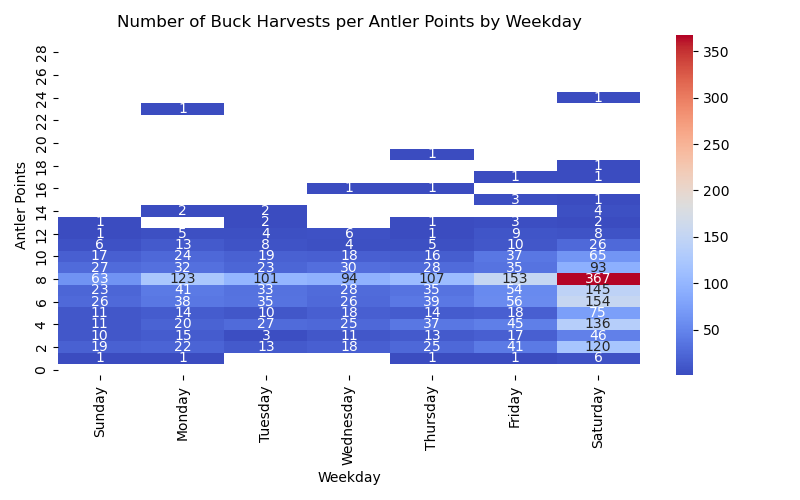 Number of Buck Harvests per Antler Points by Weekday
28
26
24 1
1
22
20
1
18 1
1 1
16 1 1
3 1
14 2 2 4
1 2 1 3 2
12 1 5 4 6 1 9 8
6 13 8 4 5 10 26
10 17 24 19 18 16 37 65
27 32 23 30 28 35 93
8 63 123 101 94 107 153 367
23 41 33 38 35 54 145
6 26 38 35 26 39 56 154
11 14 10 18 14 18 75
4 11 20 27 25 37 45 136
10 15 3 11 13 17 46
2 19 22 13 18 25 41 120
1 1 1 1 6
0
Antler Points
Sunday Monday Tuesday Wednesday Thursday Friday Saturday
Weekday
350
300
250
200
150
100
50